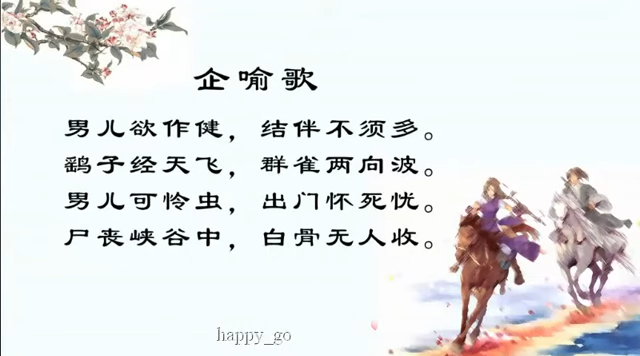 企喻歌
男儿欲作健，结伴不须多。
鹞子经天飞，群雀两向波。
男儿可怜虫，出门怀死忧。
尸丧峡谷中，白骨无人收。
happy_go